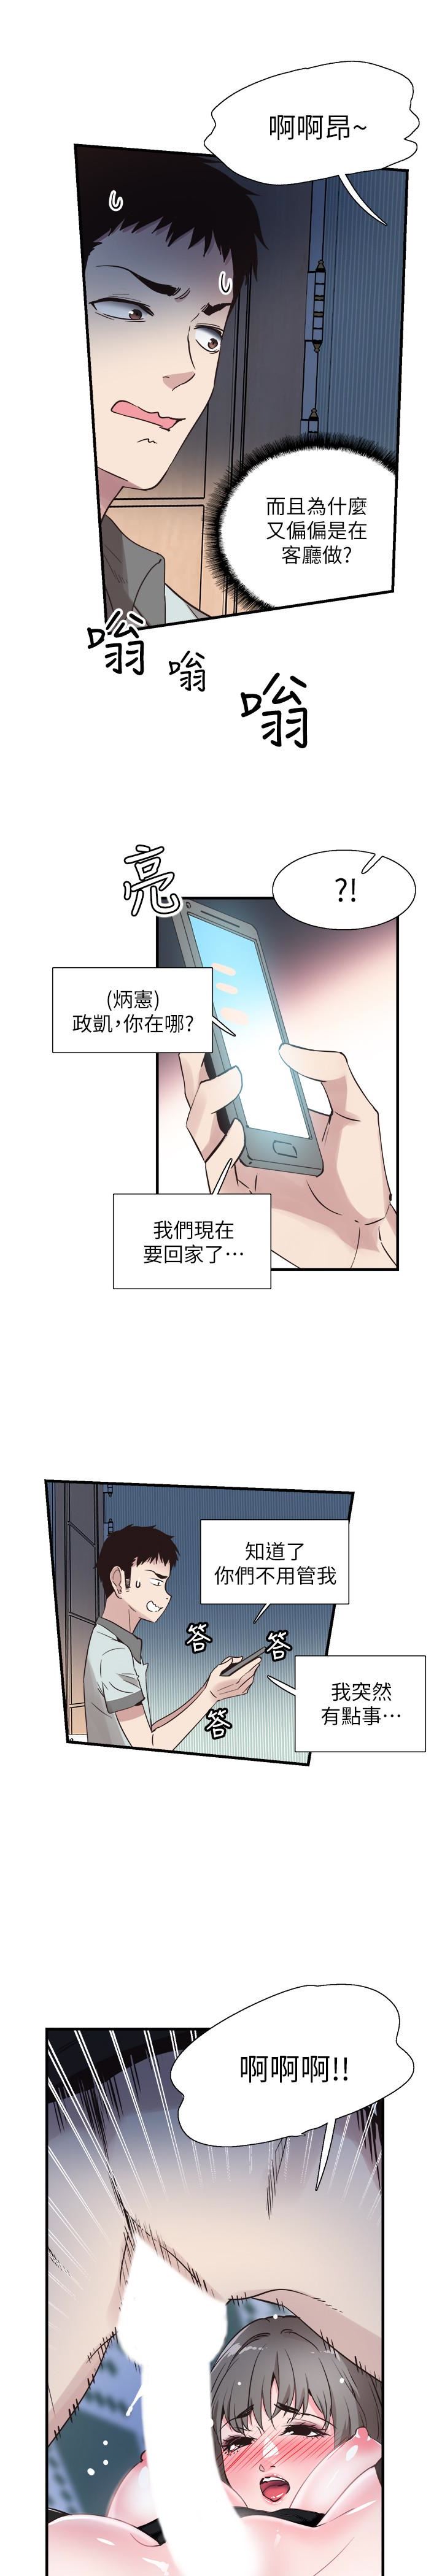 啊啊昂~
而且為什麼
又偏偏是在
客廳做?
嗡
嗡
嗡
亮
?!
(炳憲)
政凱,你在哪?
我們現在
要回家了…
知道了
你們不用管我
答
答
答
我突然
有點事…
啊啊啊!!